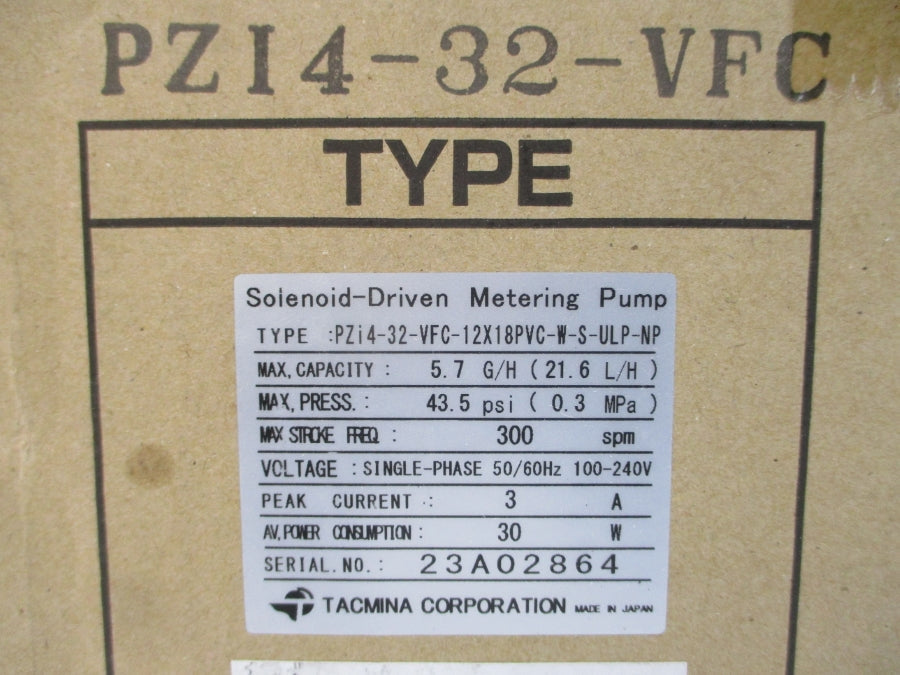 PZI4-32-VFC
TYPE
Solenoid-Driven Metering Pump
TYPE :PZi4-32-VFC-12X18PVC-W-S-ULP-NP
MAX,CAPACITY : 5.7 G/H ( 21.6 L/H )
MAX,PRESS. : 43.5 psi ( 0.3 MPa )
MAX STROKE FREQ. : 300 spm
VOLTAGE : SINGLE-PHASE 50/60Hz 100-240V
PEAK CURRENT : 3 A
AV,POWER CONSUMPTION : 30 W
SERIAL.NO.: 23A02864
TACMINA CORPORATION MADE IN JAPAN